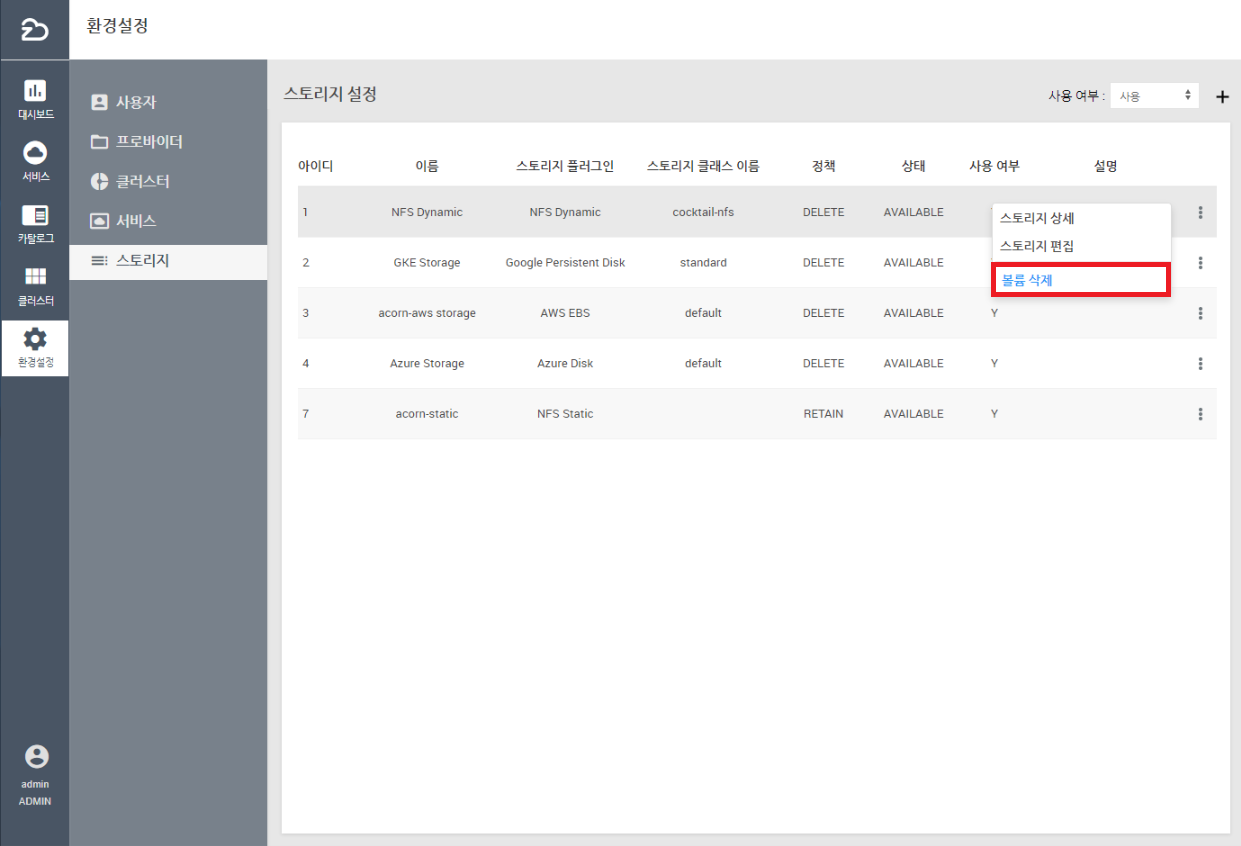 환경설정
대시보드
서비스
카탈로그
클러스터
환경설정
admin
ADMIN
사용자
프로바이더
클러스터
서비스
스토리지
스토리지 설정
사용 여부 : 사용
아이디 이름 스토리지 플러그인 스토리지 클래스 이름 정책 상태 사용 여부 설명
1 NFS Dynamic NFS Dynamic cocktail-nfs DELETE AVAILABLE
2 GKE Storage Google Persistent Disk standard DELETE AVAILABLE
3 acorn-aws storage AWS EBS default DELETE AVAILABLE Y
4 Azure Storage Azure Disk default DELETE AVAILABLE Y
7 acorn-static NFS Static RETAIN AVAILABLE Y
스토리지 상세
스토리지 편집
볼륨 삭제